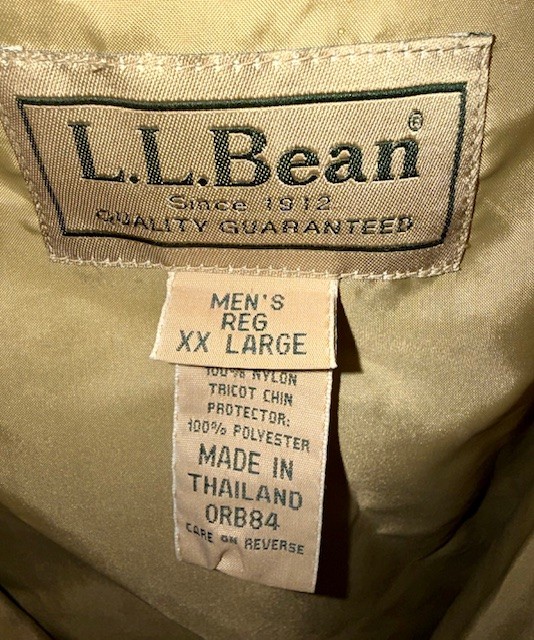 L.L.Bean®
Since 1912
QUALITY GUARANTEED
MEN'S
REG
XX LARGE
100% NYLON
TRICOT CHIN
PROTECTOR:
100% POLYESTER
MADE IN
THAILAND
ORB84
CARE ON REVERSE